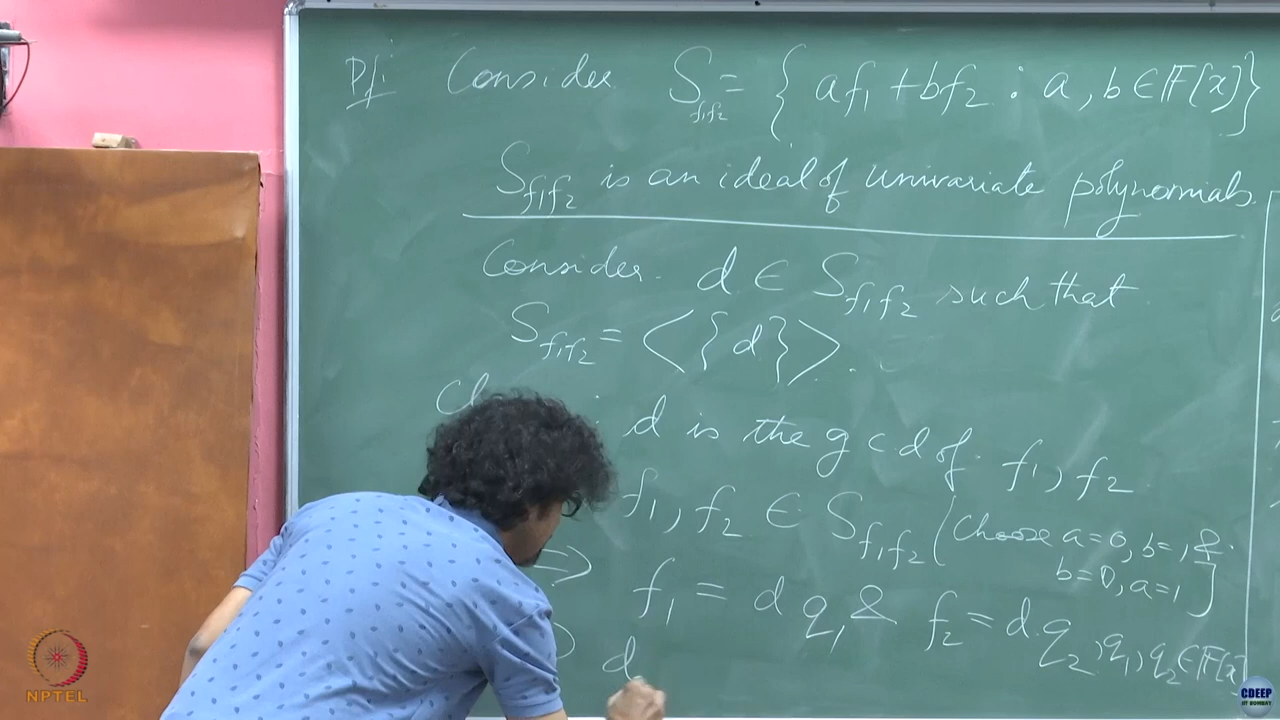 Pf: Consider S_{f1f2} = { af1 + bf2 : a, b ∈ F[x] }
S_{f1f2} is an ideal of univariate polynomials.
Consider d ∈ S_{f1f2} such that
S_{f1f2} = < {d} > .
d is the gcd of f1, f2
f1, f2 ∈ S_{f1f2} (Choose a=0, b=1 &
b=0, a=1)
⇒ f1 = d q1 & f2 = d.q2, q1, q2 ∈ F[x]
d
NPTEL
CDEEP
IIT BOMBAY